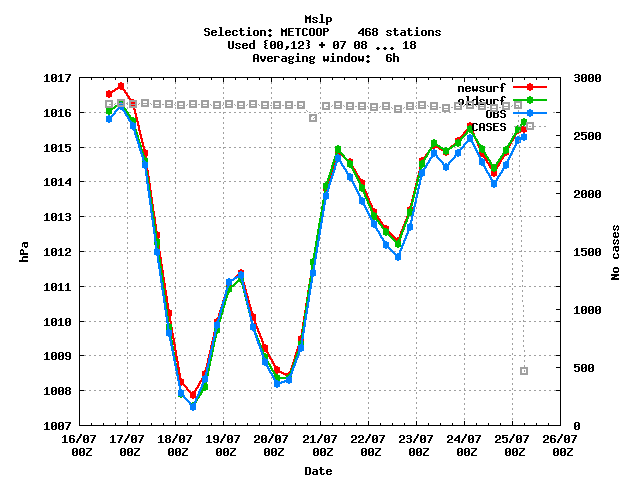 Mslp
Selection: METCOOP 468 stations
Used {00,12} + 07 08 ... 18
Averaging window: 6h
newsurf
oldsurf
OBS
CASES
hPa
1017
1016
1015
1014
1013
1012
1011
1010
1009
1008
1007
No cases
3000
2500
2000
1500
1000
500
0
16/07 17/07 18/07 19/07 20/07 21/07 22/07 23/07 24/07 25/07 26/07
00Z 00Z 00Z 00Z 00Z 00Z 00Z 00Z 00Z 00Z 00Z
Date